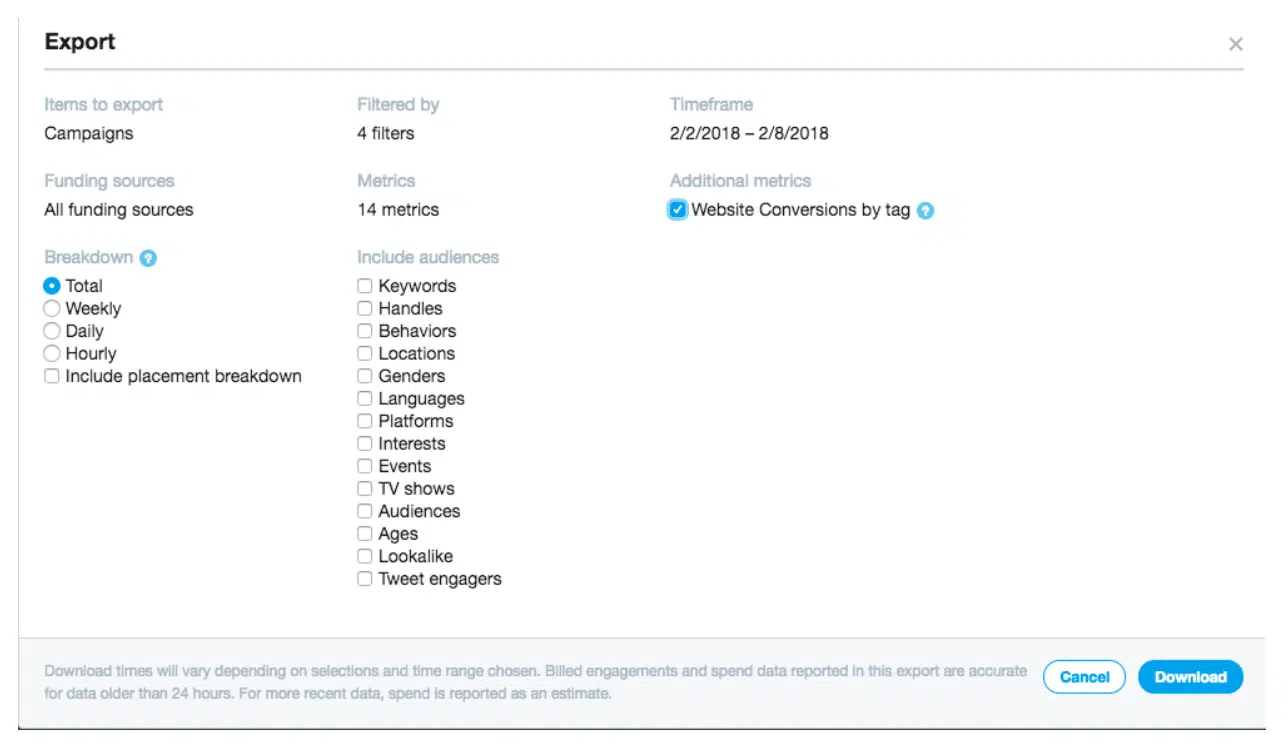 Export
Items to export
Campaigns
Filtered by
4 filters
Timeframe
2/2/2018 – 2/8/2018
Funding sources
All funding sources
Metrics
14 metrics
Additional metrics
Website Conversions by tag ?
Breakdown ?
Total
Weekly
Daily
Hourly
Include placement breakdown
Include audiences
Keywords
Handles
Behaviors
Locations
Genders
Languages
Platforms
Interests
Events
TV shows
Audiences
Ages
Lookalike
Tweet engagers
Download times will vary depending on selections and time range chosen. Billed engagements and spend data reported in this export are accurate
for data older than 24 hours. For more recent data, spend is reported as an estimate.
Cancel
Download